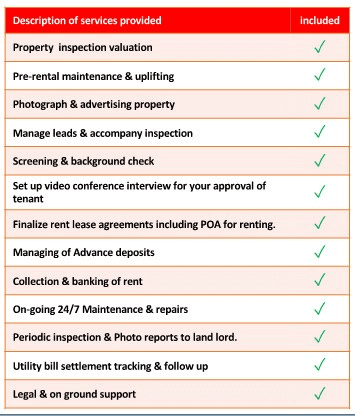 Description of services provided included
Property inspection valuation ✓
Pre-rental maintenance & uplifting ✓
Photograph & advertising property ✓
Manage leads & accompany inspection ✓
Screening & background check ✓
Set up video conference interview for your approval of
tenant ✓
Finalize rent lease agreements including POA for renting. ✓
Managing of Advance deposits ✓
Collection & banking of rent ✓
On-going 24/7 Maintenance & repairs ✓
Periodic inspection & Photo reports to land lord. ✓
Utility bill settlement tracking & follow up ✓
Legal & on ground support ✓